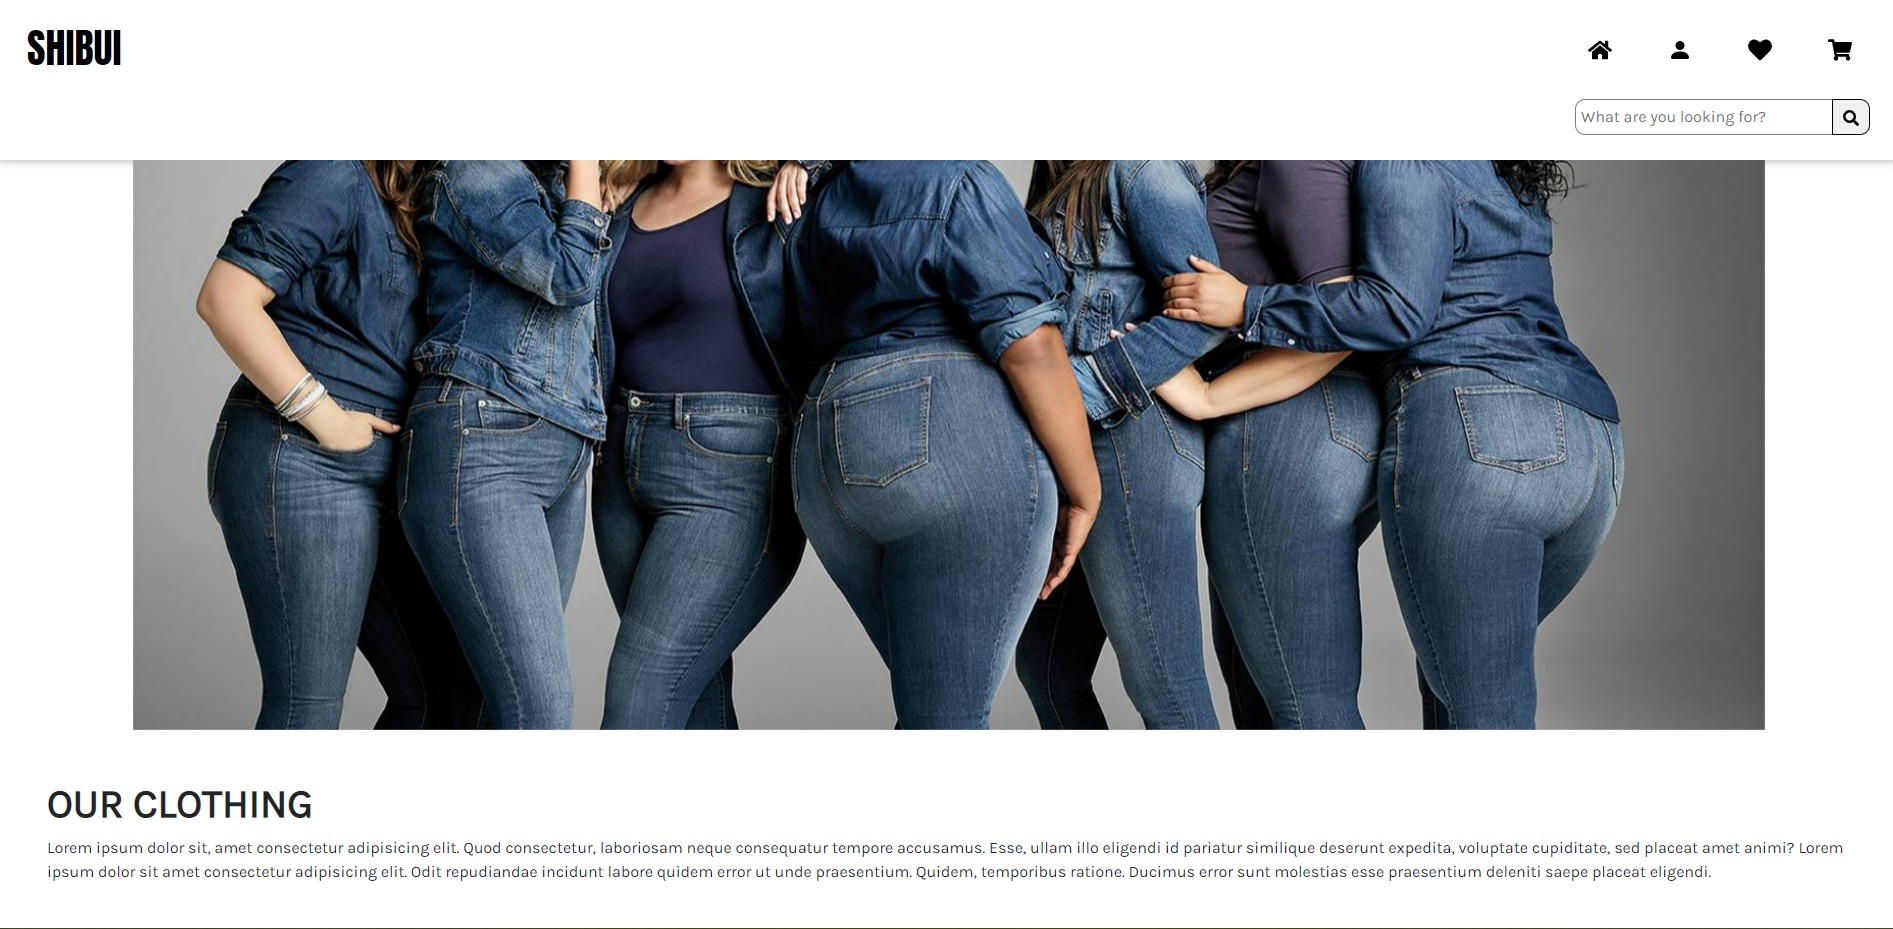 SHIBUI
What are you looking for?
OUR CLOTHING
Lorem ipsum dolor sit, amet consectetur adipisicing elit. Quod consectetur, laboriosam neque consequatur tempore accusamus. Esse, ullam illo eligendi id pariatur similique deserunt expedita, voluptate cupiditate, sed placeat amet animi? Lorem
ipsum dolor sit amet consectetur adipisicing elit. Odit repudiandae incidunt labore quidem error ut unde praesentium. Quidem, temporibus ratione. Ducimus error sunt molestias esse praesentium deleniti saepe placeat eligendi.